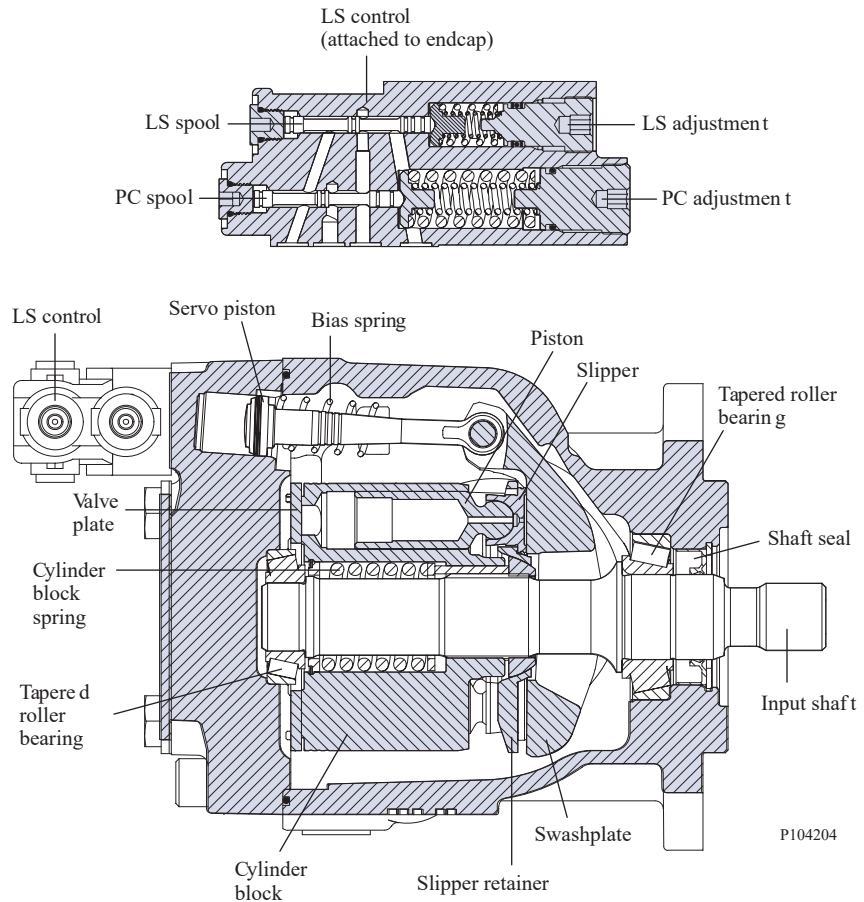 LS control
(attached to endcap)
LS spool
LS adjustmen t
PC spool
PC adjustmen t
LS control
Servo piston
Bias spring
Piston
Slipper
Tapered roller
bearin g
Valve
plate
Shaft seal
Cylinder
block
spring
Tapere d
roller
bearing
Input shaf t
Swashplate
P104204
Cylinder
block
Slipper retainer